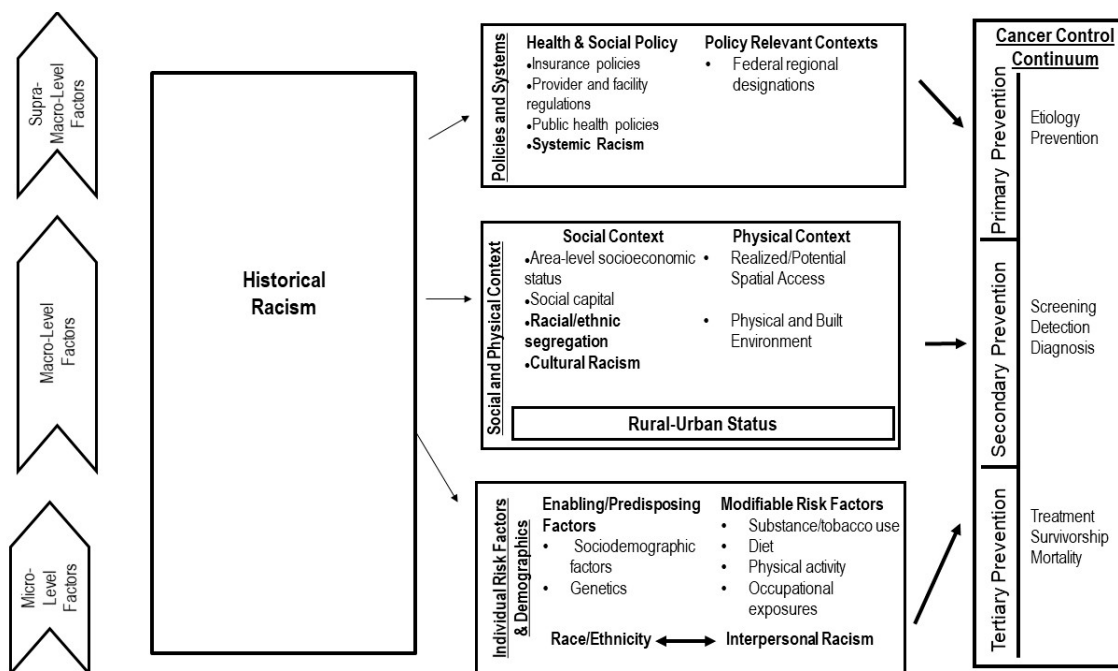 Supra-
Macro-Level
Factors
Macro-Level
Factors
Micro-
Level
Factors
Historical
Racism
Policies and Systems
Health & Social Policy
•Insurance policies
•Provider and facility
regulations
•Public health policies
•Systemic Racism
Policy Relevant Contexts
• Federal regional
designations
Social and Physical Context
Social Context
•Area-level socioeconomic
status
•Social capital
•Racial/ethnic
segregation
•Cultural Racism
Physical Context
• Realized/Potential
Spatial Access
• Physical and Built
Environment
Rural-Urban Status
Individual Risk Factors
& Demographics
Enabling/Predisposing
Factors
• Sociodemographic
factors
• Genetics
Modifiable Risk Factors
• Substance/tobacco use
• Diet
• Physical activity
• Occupational
exposures
Race/Ethnicity
Interpersonal Racism
Cancer Control
Continuum
Primary Prevention
Etiology
Prevention
Secondary Prevention
Screening
Detection
Diagnosis
Tertiary Prevention
Treatment
Survivorship
Mortality